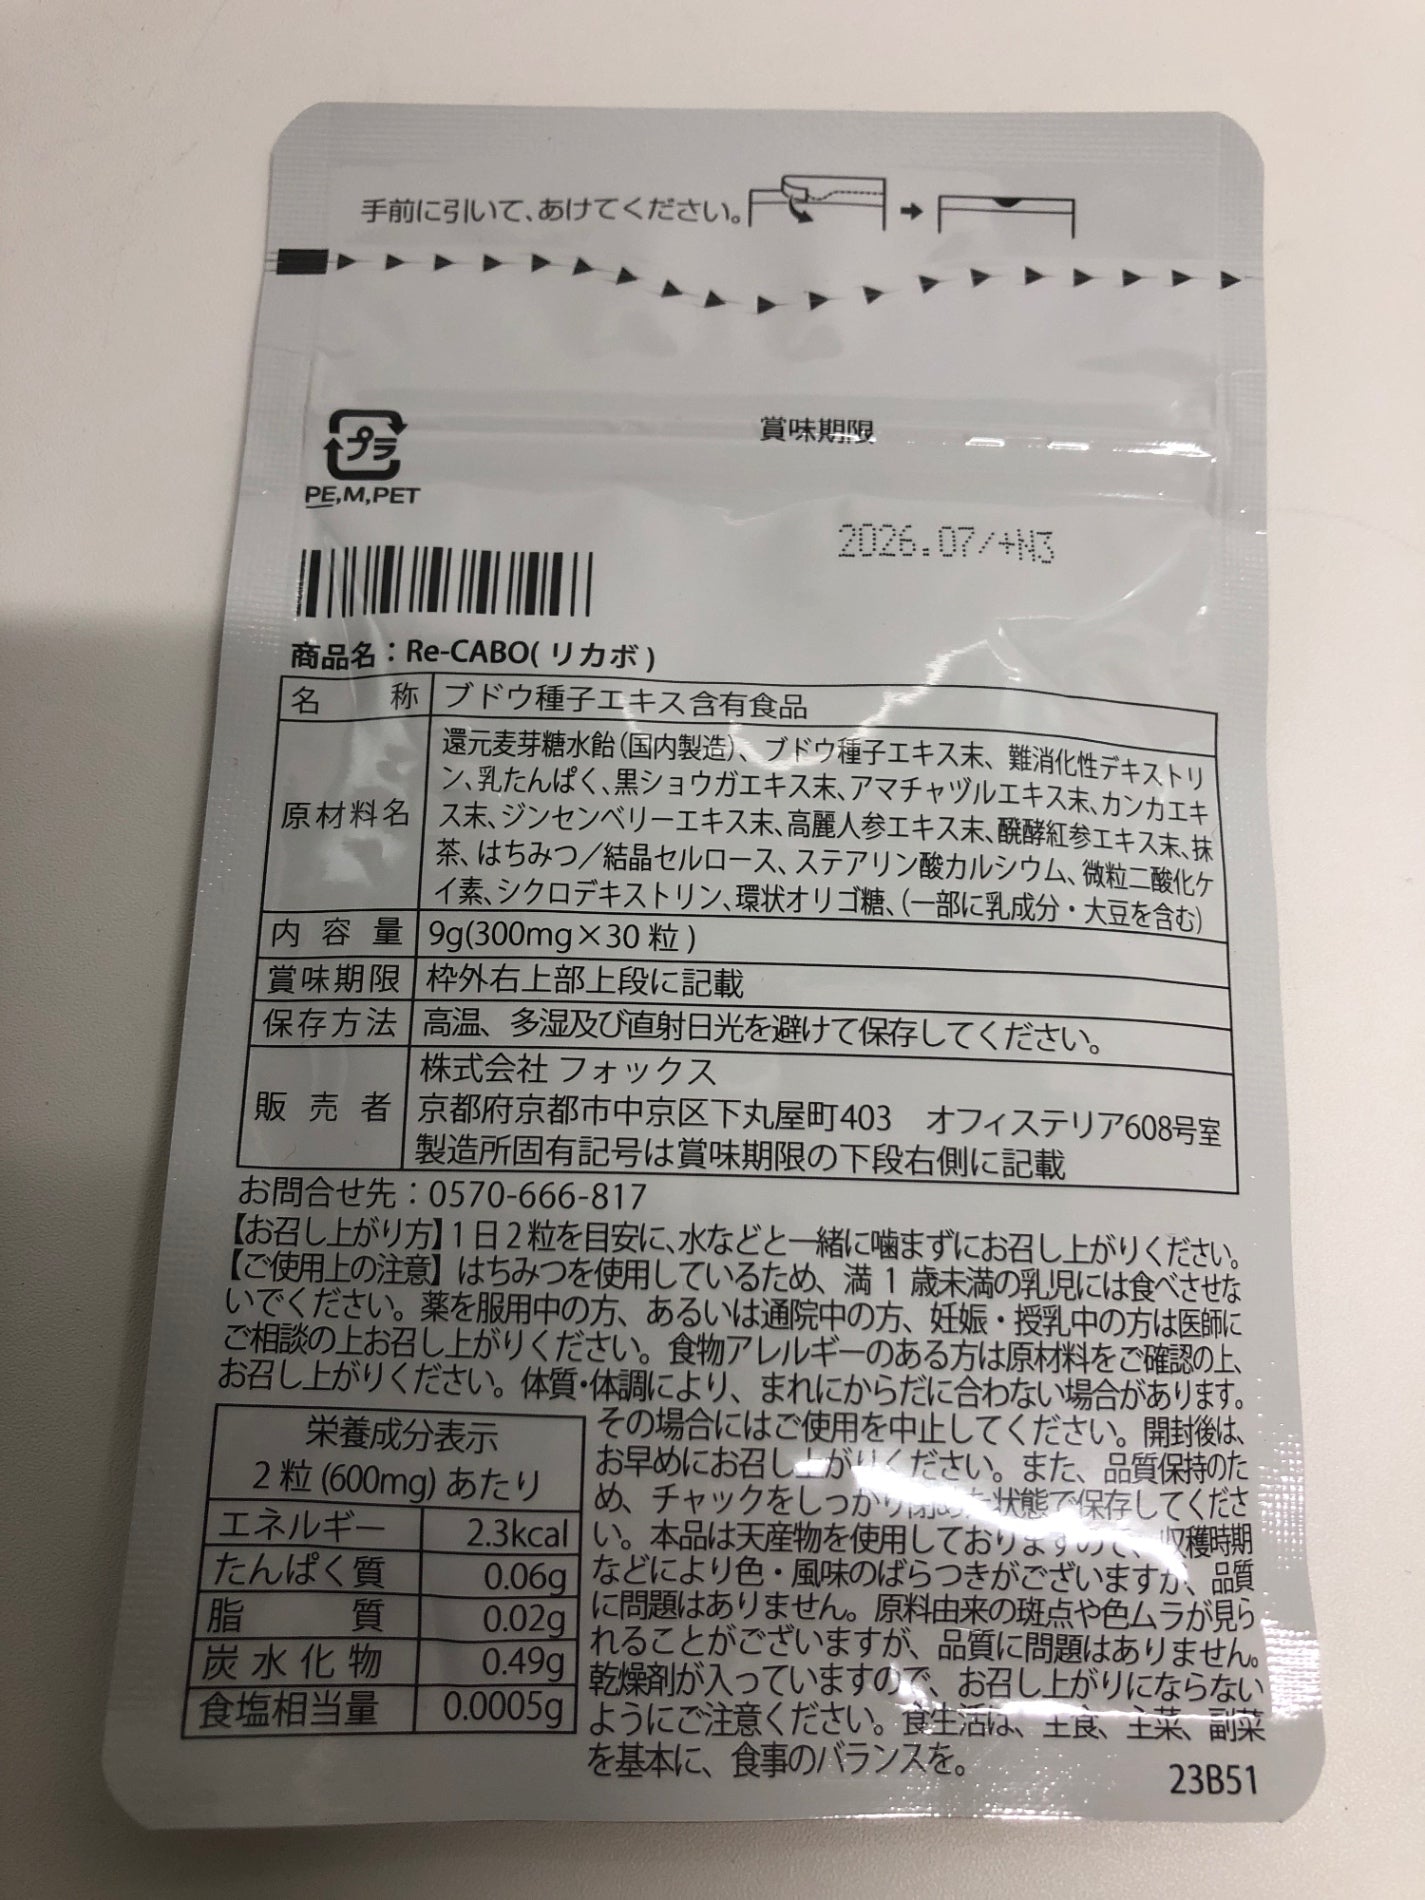 手前に引いて、あけてください。
賞味期限
プラ
PE,M,PET
2026.07/+N3
商品名：Re-CABO(リカボ)
名　称 ブドウ種子エキス含有食品
原材料名 還元麦芽糖水飴(国内製造)、ブドウ種子エキス末、難消化性デキストリ
ン、乳たんぱく、黒ショウガエキス末、アマチャヅルエキス末、カンカエキ
ス末、ジンセンベリーエキス末、高麗人参エキス末、醗酵紅参エキス末、抹
茶、はちみつ／結晶セルロース、ステアリン酸カルシウム、微粒二酸化ケ
イ素、シクロデキストリン、環状オリゴ糖、(一部に乳成分・大豆を含む)
内容量 9g(300mg×30粒)
賞味期限 枠外右上部上段に記載
保存方法 高温、多湿及び直射日光を避けて保存してください。
販売者 株式会社 フォックス
京都府京都市中京区下丸屋町403　オフィステリア608号室
製造所固有記号は賞味期限の下段右側に記載
お問合せ先：0570-666-817
【お召し上がり方】1日2粒を目安に、水などと一緒に噛まずにお召し上がりください。
【ご使用上の注意】はちみつを使用しているため、満1歳未満の乳児には食べさせな
いでください。薬を服用中の方、あるいは通院中の方、妊娠・授乳中の方は医師に
ご相談の上お召し上がりください。食物アレルギーのある方は原材料をご確認の上、
お召し上がりください。体質・体調により、まれにからだに合わない場合があります。
その場合にはご使用を中止してください。開封後は、
お早めにお召し上がりください。また、品質保持のた
め、チャックをしっかり閉めた状態で保存してくださ
い。本品は天産物を使用しておりますので、収穫時期
などにより色・風味のばらつきがございますが、品質
に問題はありません。原料由来の斑点や色ムラが見ら
れることがございますが、品質に問題はありません。
乾燥剤が入っていますので、お召し上がりにならない
ようにご注意ください。食生活は、主食、主菜、副菜
を基本に、食事のバランスを。
栄養成分表示
2粒(600mg)あたり
エネルギー 2.3kcal
たんぱく質 0.06g
脂　質 0.02g
炭水化物 0.49g
食塩相当量 0.0005g
23B51